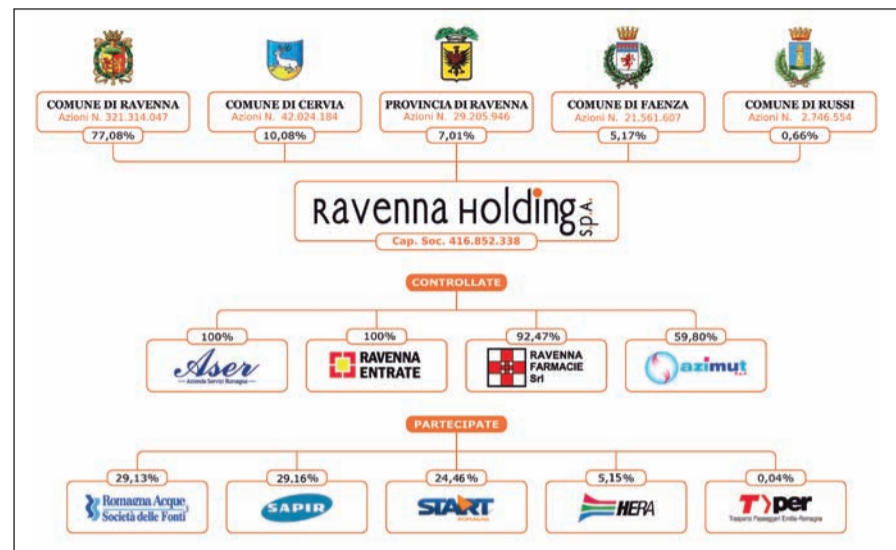 COMUNE DI RAVENNA
Azioni N. 321.314.047
77,08%
COMUNE DI CERVIA
Azioni N. 42.024.184
10,08%
PROVINCIA DI RAVENNA
Azioni N. 29.205.946
7,01%
COMUNE DI FAENZA
Azioni N. 21.561.607
5,17%
COMUNE DI RUSSI
Azioni N. 2.746.554
0,66%
Ravenna Holding S.p.A.
Cap. Soc. 416.852.338
CONTROLLATE
100%
Aser
Azienda Servizi Romagna
100%
RAVENNA
ENTRATE
92,47%
RAVENNA
FARMACIE
Srl
59,80%
azimut
PARTECIPATE
29,13%
Romagna Acque
Società delle Fonti
29.16%
SAPIR
24,46%
START
ROMAGNA
5,15%
HERA
0,04%
T>per
Trasporto Passeggeri Emilia-Romagna